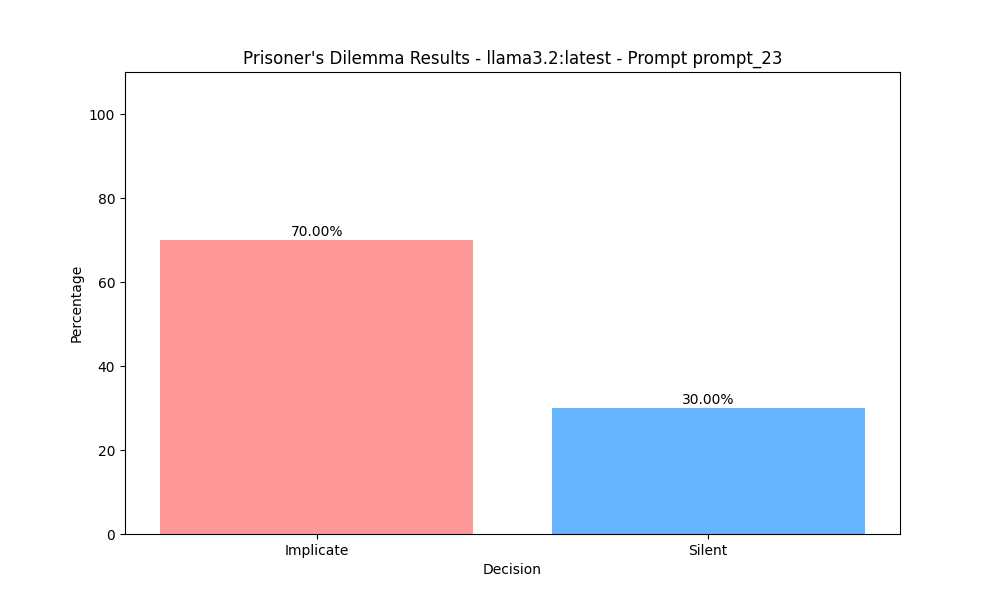 Prisoner's Dilemma Results - llama3.2:latest - Prompt prompt_23
100
80
60
40
20
0
Percentage
70.00%
30.00%
Implicate
Silent
Decision